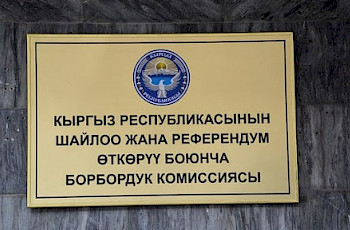 КЫРГЫЗ РЕСПУБЛИКАСЫНЫН
ШАЙЛОО ЖАНА РЕФЕРЕНДУМ
ӨТКӨРҮҮ БОЮНЧА
БОРБОРДУК КОМИССИЯСЫ